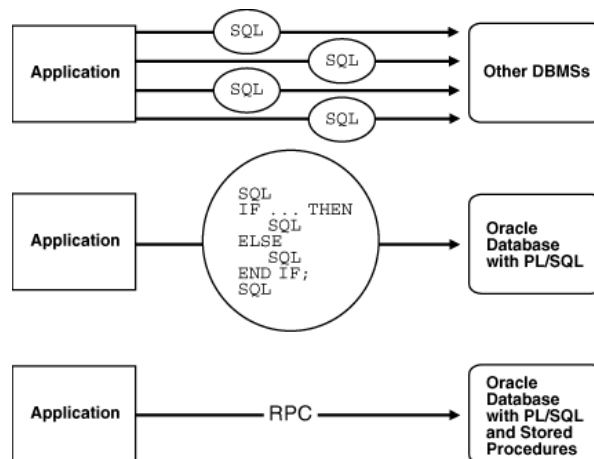 SQL
SQL
Application
Other DBMSs
SQL
SQL
SQL
IF ... THEN
SQL
ELSE
SQL
END IF;
SQL
Application
Oracle
Database
with PL/SQL
Application
RPC
Oracle
Database
with PL/SQL
and Stored
Procedures